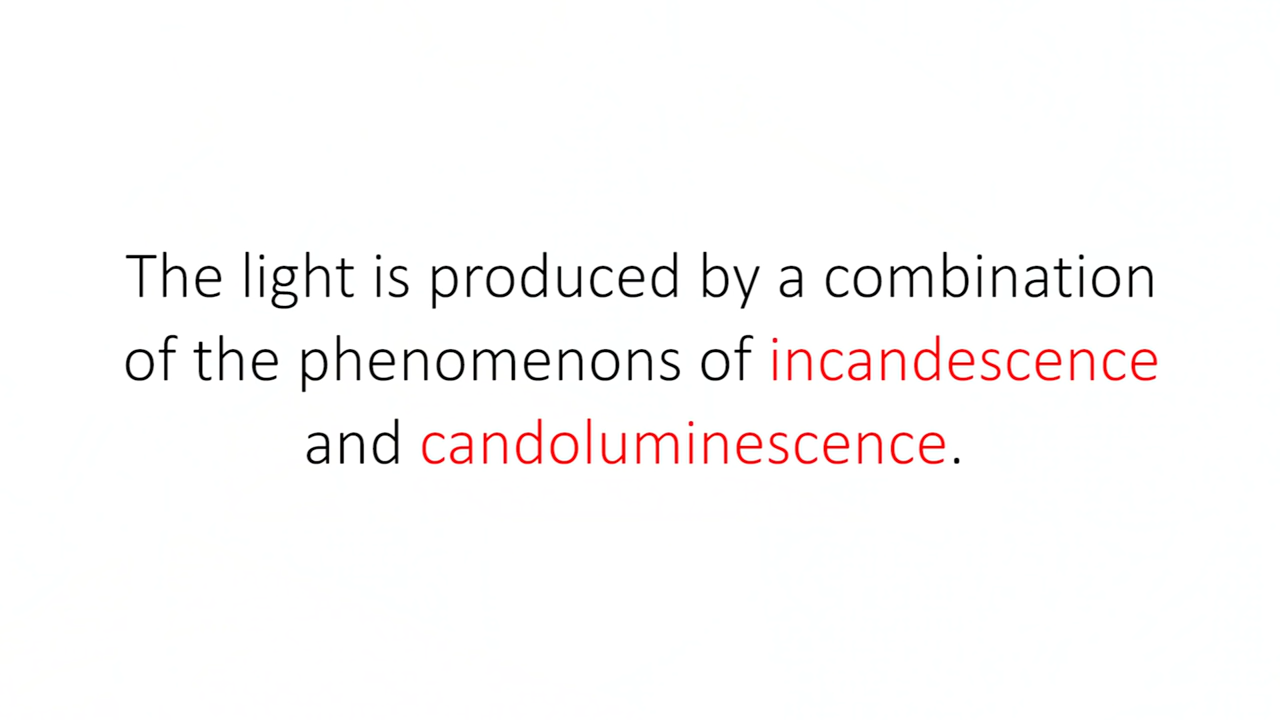 The light is produced by a combination
of the phenomenons of incandescence
and candoluminescence.